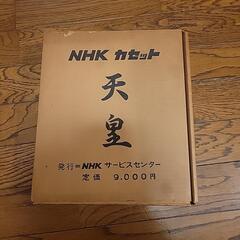 NHK カセット
天皇
発行=NHK サービスセンター
定価 9.000円